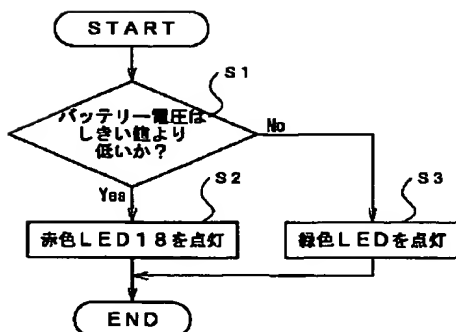 START
S1
バッテリー電圧は
しきい値より
低いか?
No
Yes
S2
S3
赤色LED18を点灯
緑色LEDを点灯
END